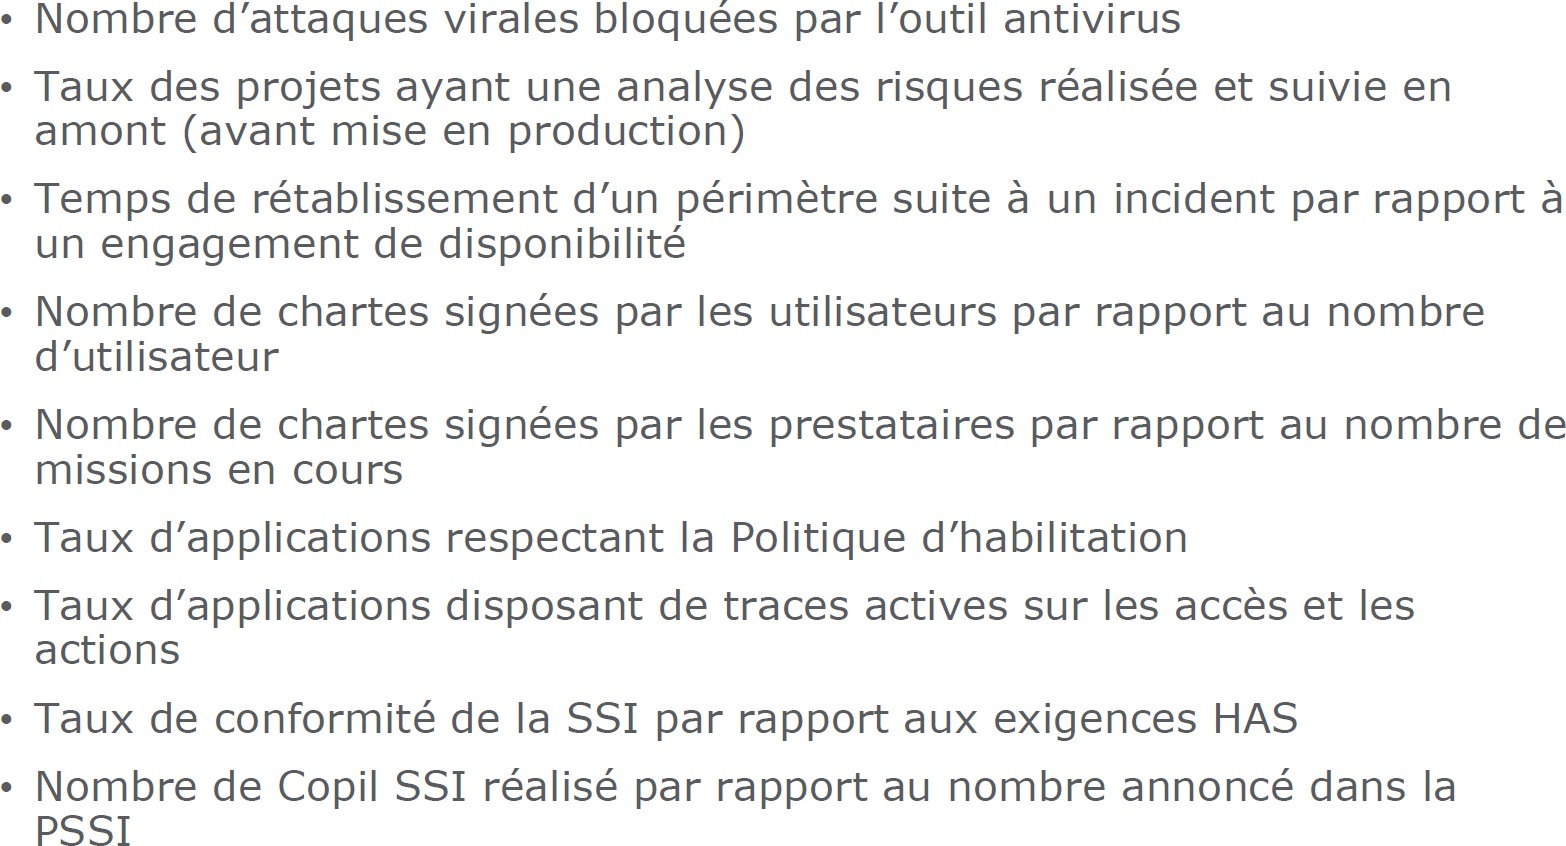 • Nombre d’attaques virales bloquées par l’outil antivirus
• Taux des projets ayant une analyse des risques réalisée et suivie en
amont (avant mise en production)
• Temps de rétablissement d’un périmètre suite à un incident par rapport à
un engagement de disponibilité
• Nombre de chartes signées par les utilisateurs par rapport au nombre
d’utilisateur
• Nombre de chartes signées par les prestataires par rapport au nombre de
missions en cours
• Taux d’applications respectant la Politique d’habilitation
• Taux d’applications disposant de traces actives sur les accès et les
actions
• Taux de conformité de la SSI par rapport aux exigences HAS
• Nombre de Copil SSI réalisé par rapport au nombre annoncé dans la
PSSI